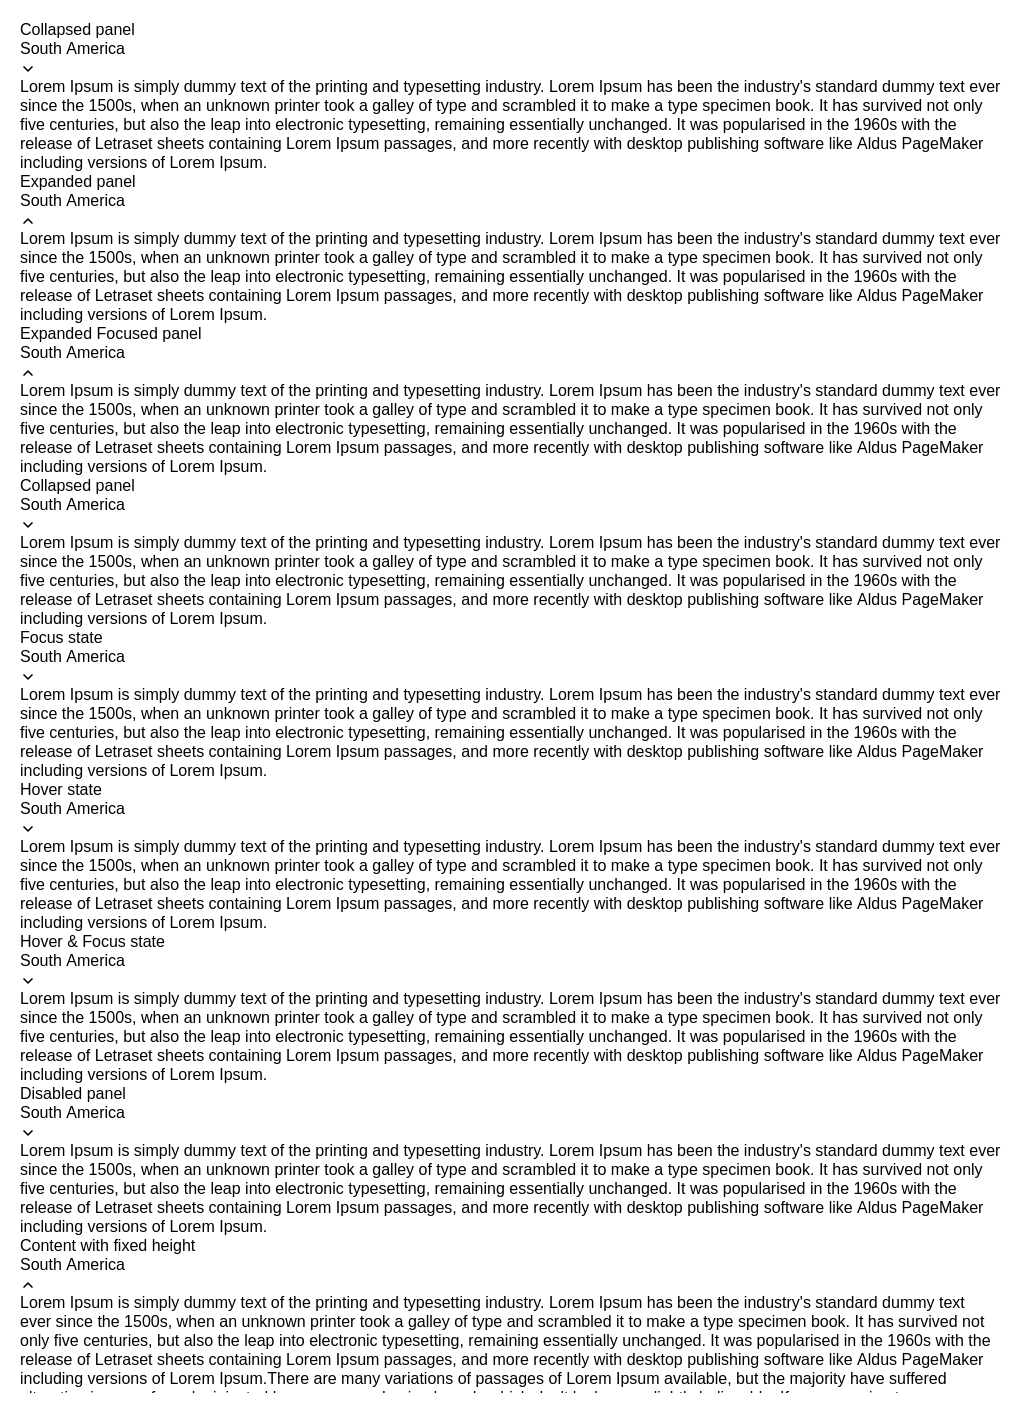 Collapsed panel
South America
Lorem Ipsum is simply dummy text of the printing and typesetting industry. Lorem Ipsum has been the industry's standard dummy text ever
since the 1500s, when an unknown printer took a galley of type and scrambled it to make a type specimen book. It has survived not only
five centuries, but also the leap into electronic typesetting, remaining essentially unchanged. It was popularised in the 1960s with the
release of Letraset sheets containing Lorem Ipsum passages, and more recently with desktop publishing software like Aldus PageMaker
including versions of Lorem Ipsum.
Expanded panel
South America
Lorem Ipsum is simply dummy text of the printing and typesetting industry. Lorem Ipsum has been the industry's standard dummy text ever
since the 1500s, when an unknown printer took a galley of type and scrambled it to make a type specimen book. It has survived not only
five centuries, but also the leap into electronic typesetting, remaining essentially unchanged. It was popularised in the 1960s with the
release of Letraset sheets containing Lorem Ipsum passages, and more recently with desktop publishing software like Aldus PageMaker
including versions of Lorem Ipsum.
Expanded Focused panel
South America
Lorem Ipsum is simply dummy text of the printing and typesetting industry. Lorem Ipsum has been the industry's standard dummy text ever
since the 1500s, when an unknown printer took a galley of type and scrambled it to make a type specimen book. It has survived not only
five centuries, but also the leap into electronic typesetting, remaining essentially unchanged. It was popularised in the 1960s with the
release of Letraset sheets containing Lorem Ipsum passages, and more recently with desktop publishing software like Aldus PageMaker
including versions of Lorem Ipsum.
Collapsed panel
South America
Lorem Ipsum is simply dummy text of the printing and typesetting industry. Lorem Ipsum has been the industry's standard dummy text ever
since the 1500s, when an unknown printer took a galley of type and scrambled it to make a type specimen book. It has survived not only
five centuries, but also the leap into electronic typesetting, remaining essentially unchanged. It was popularised in the 1960s with the
release of Letraset sheets containing Lorem Ipsum passages, and more recently with desktop publishing software like Aldus PageMaker
including versions of Lorem Ipsum.
Focus state
South America
Lorem Ipsum is simply dummy text of the printing and typesetting industry. Lorem Ipsum has been the industry's standard dummy text ever
since the 1500s, when an unknown printer took a galley of type and scrambled it to make a type specimen book. It has survived not only
five centuries, but also the leap into electronic typesetting, remaining essentially unchanged. It was popularised in the 1960s with the
release of Letraset sheets containing Lorem Ipsum passages, and more recently with desktop publishing software like Aldus PageMaker
including versions of Lorem Ipsum.
Hover state
South America
Lorem Ipsum is simply dummy text of the printing and typesetting industry. Lorem Ipsum has been the industry's standard dummy text ever
since the 1500s, when an unknown printer took a galley of type and scrambled it to make a type specimen book. It has survived not only
five centuries, but also the leap into electronic typesetting, remaining essentially unchanged. It was popularised in the 1960s with the
release of Letraset sheets containing Lorem Ipsum passages, and more recently with desktop publishing software like Aldus PageMaker
including versions of Lorem Ipsum.
Hover & Focus state
South America
Lorem Ipsum is simply dummy text of the printing and typesetting industry. Lorem Ipsum has been the industry's standard dummy text ever
since the 1500s, when an unknown printer took a galley of type and scrambled it to make a type specimen book. It has survived not only
five centuries, but also the leap into electronic typesetting, remaining essentially unchanged. It was popularised in the 1960s with the
release of Letraset sheets containing Lorem Ipsum passages, and more recently with desktop publishing software like Aldus PageMaker
including versions of Lorem Ipsum.
Disabled panel
South America
Lorem Ipsum is simply dummy text of the printing and typesetting industry. Lorem Ipsum has been the industry's standard dummy text ever
since the 1500s, when an unknown printer took a galley of type and scrambled it to make a type specimen book. It has survived not only
five centuries, but also the leap into electronic typesetting, remaining essentially unchanged. It was popularised in the 1960s with the
release of Letraset sheets containing Lorem Ipsum passages, and more recently with desktop publishing software like Aldus PageMaker
including versions of Lorem Ipsum.
Content with fixed height
South America
Lorem Ipsum is simply dummy text of the printing and typesetting industry. Lorem Ipsum has been the industry's standard dummy text
ever since the 1500s, when an unknown printer took a galley of type and scrambled it to make a type specimen book. It has survived not
only five centuries, but also the leap into electronic typesetting, remaining essentially unchanged. It was popularised in the 1960s with the
release of Letraset sheets containing Lorem Ipsum passages, and more recently with desktop publishing software like Aldus PageMaker
including versions of Lorem Ipsum.There are many variations of passages of Lorem Ipsum available, but the majority have suffered